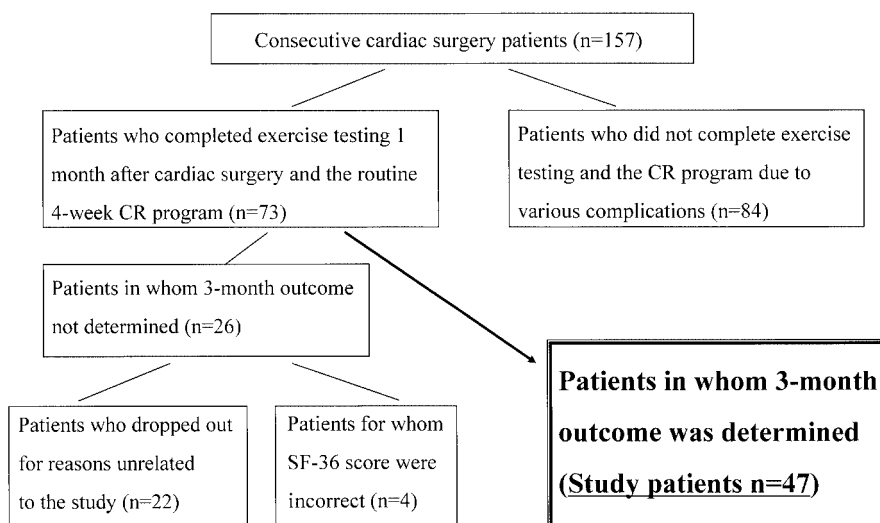 Consecutive cardiac surgery patients (n=157)
Patients who completed exercise testing 1
month after cardiac surgery and the routine
4-week CR program (n=73)
Patients who did not complete exercise
testing and the CR program due to
various complications (n=84)
Patients in whom 3-month outcome
not determined (n=26)
Patients in whom 3-month
outcome was determined
(Study patients n=47)
Patients who dropped out
for reasons unrelated
to the study (n=22)
Patients for whom
SF-36 score were
incorrect (n=4)